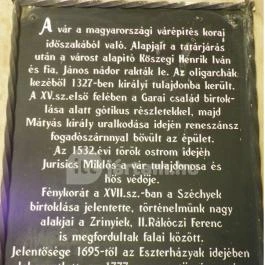 A vár a magyarországi várépítés korai
időszakából való. Alapjait a tatárjárás
után a várost alapító Kőszegi Henrik Iván
és fia, János nádor rakták le. Az oligarchák
kezéből 1327-ben királyi tulajdonba került.
A XV.sz.első felében a Garai család birtok-
lása alatt gótikus részletekkel, majd
Mátyás király uralkodása idején reneszánsz
fogadószárnnyal bővült az épület.
Az 1532.évi török ostrom idején
Jurisics Miklós a vár tulajdonosa és
hős védője.
Fénykorát a XVII.sz.-ban a Széchyek
birtoklása jelentette, történelmünk nagy
alakjai a Zrínyiek, II.Rákóczi Ferenc
is megfordultak falai között.
Jelentősége 1695-től az Eszterházyak idejében